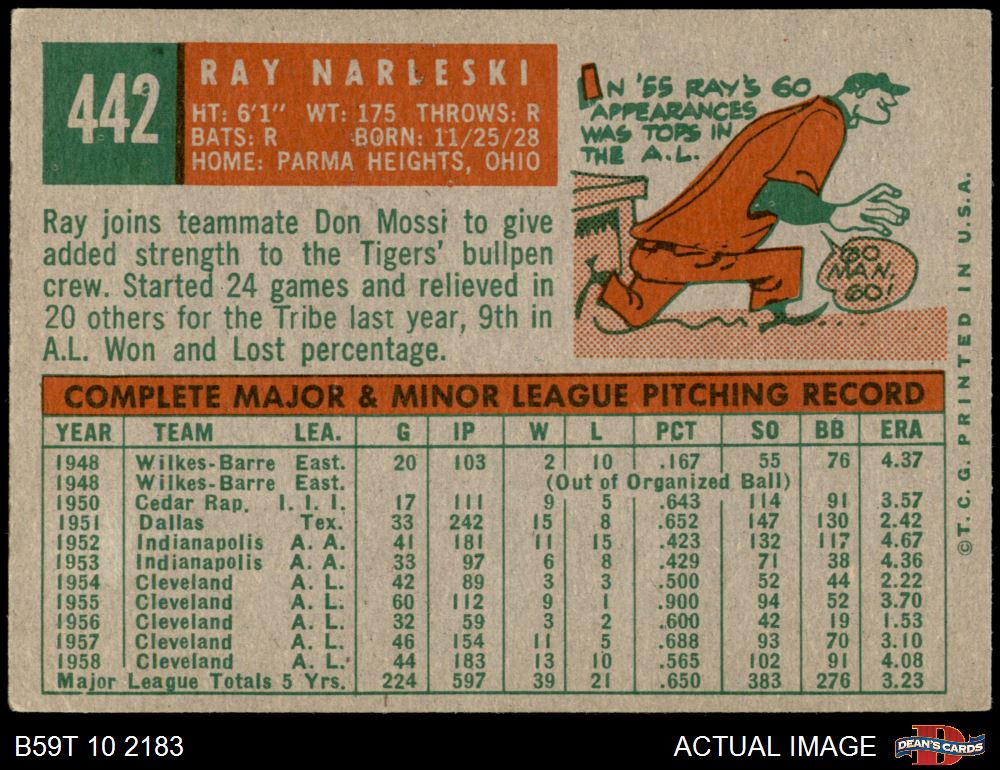 442
RAY NARLESKI
HT: 6'1" WT: 175 THROWS: R
BATS: R BORN: 11/25/28
HOME: PARMA HEIGHTS, OHIO
IN '55 RAY'S 60
APPEARANCES
WAS TOPS IN
THE A.L.
GO
MAN,
GO!
Ray joins teammate Don Mossi to give
added strength to the Tigers' bullpen
crew. Started 24 games and relieved in
20 others for the Tribe last year, 9th in
A.L. Won and Lost percentage.
COMPLETE MAJOR & MINOR LEAGUE PITCHING RECORD
YEAR TEAM LEA. G IP W L PCT SO BB ERA
1948 Wilkes-Barre East. 20 103 2 10 .167 55 76 4.37
1948 Wilkes-Barre East. (Out of Organized Ball)
1950 Cedar Rap. I. I. I. 17 111 9 5 .643 114 91 3.57
1951 Dallas Tex. 33 242 15 8 .652 147 130 2.42
1952 Indianapolis A. A. 41 181 11 15 .423 132 117 4.67
1953 Indianapolis A. A. 33 97 6 8 .429 71 38 4.36
1954 Cleveland A. L. 42 89 3 3 .500 52 44 2.22
1955 Cleveland A. L. 60 112 9 1 .900 94 52 3.70
1956 Cleveland A. L. 32 59 3 2 .600 42 19 1.53
1957 Cleveland A. L. 46 154 11 5 .688 93 70 3.10
1958 Cleveland A. L. 44 183 13 10 .565 102 91 4.08
Major League Totals 5 Yrs. 224 597 39 21 .650 383 276 3.23
©T. C. G. PRINTED IN U.S.A.
B59T 10 2183
ACTUAL IMAGE
D
DEAN'S CARDS